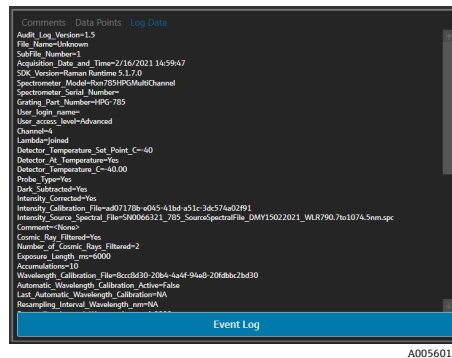 Comments Data Points Log Data
Audit_Log_Version=1.5
File_Name=Unknown
SubFile_Number=1
Acquisition_Date_and_Time=2/16/2021 14:59:47
SDK_Version=Raman Runtime 5.1.7.0
Spectrometer_Model=Rxn785HPGMultiChannel
Spectrometer_Serial_Number=
Grating_Part_Number=HPG-785
User_login_name=
User_access_level=Advanced
Channel=4
Lambda=Joined
Detector_Temperature_Set_Point_C=-40
Detector_At_Temperature=Yes
Detector_Temperature_C=-40.00
Probe_Type=Yes
Dark_Subtracted=Yes
Intensity_Corrected=Yes
Intensity_Calibration_File=ad07178b-e045-41bd-a51c-3dc574a02f91
Intensity_Source_Spectral_File=SN0066321_785_SourceSpectralFile_DMY15022021_WLR790.7to1074.5nm.spc
Comment=<None>
Cosmic_Ray_Filtered=Yes
Number_of_Cosmic_Rays_Filtered=2
Exposure_Length_ms=6000
Accumulations=10
Wavelength_Calibration_File=8ccc8d30-20b4-4a4f-94e8-20fdbbc2bd30
Automatic_Wavelength_Calibration_Active=False
Last_Automatic_Wavelength_Calibration=NA
Resampling_Interval_Wavelength_nm=NA
Event Log
A005601